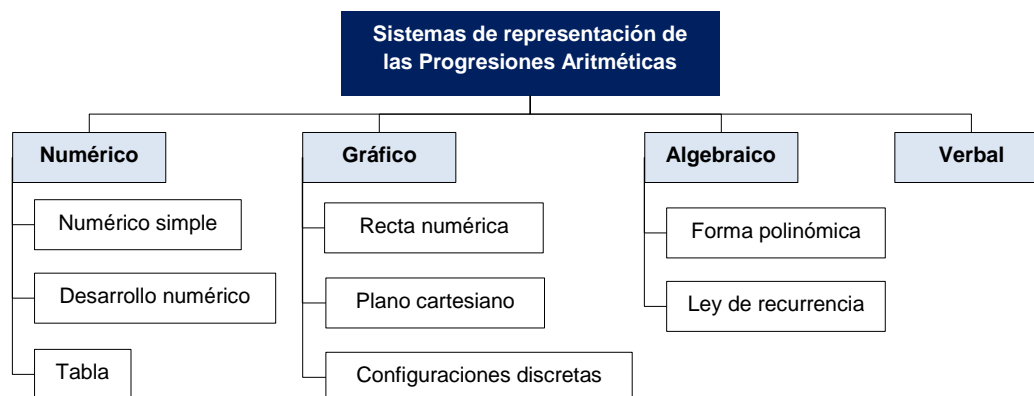 Sistemas de representación de
las Progresiones Aritméticas
Numérico
Gráfico
Algebraico
Verbal
Numérico simple
Desarrollo numérico
Tabla
Recta numérica
Plano cartesiano
Configuraciones discretas
Forma polinómica
Ley de recurrencia